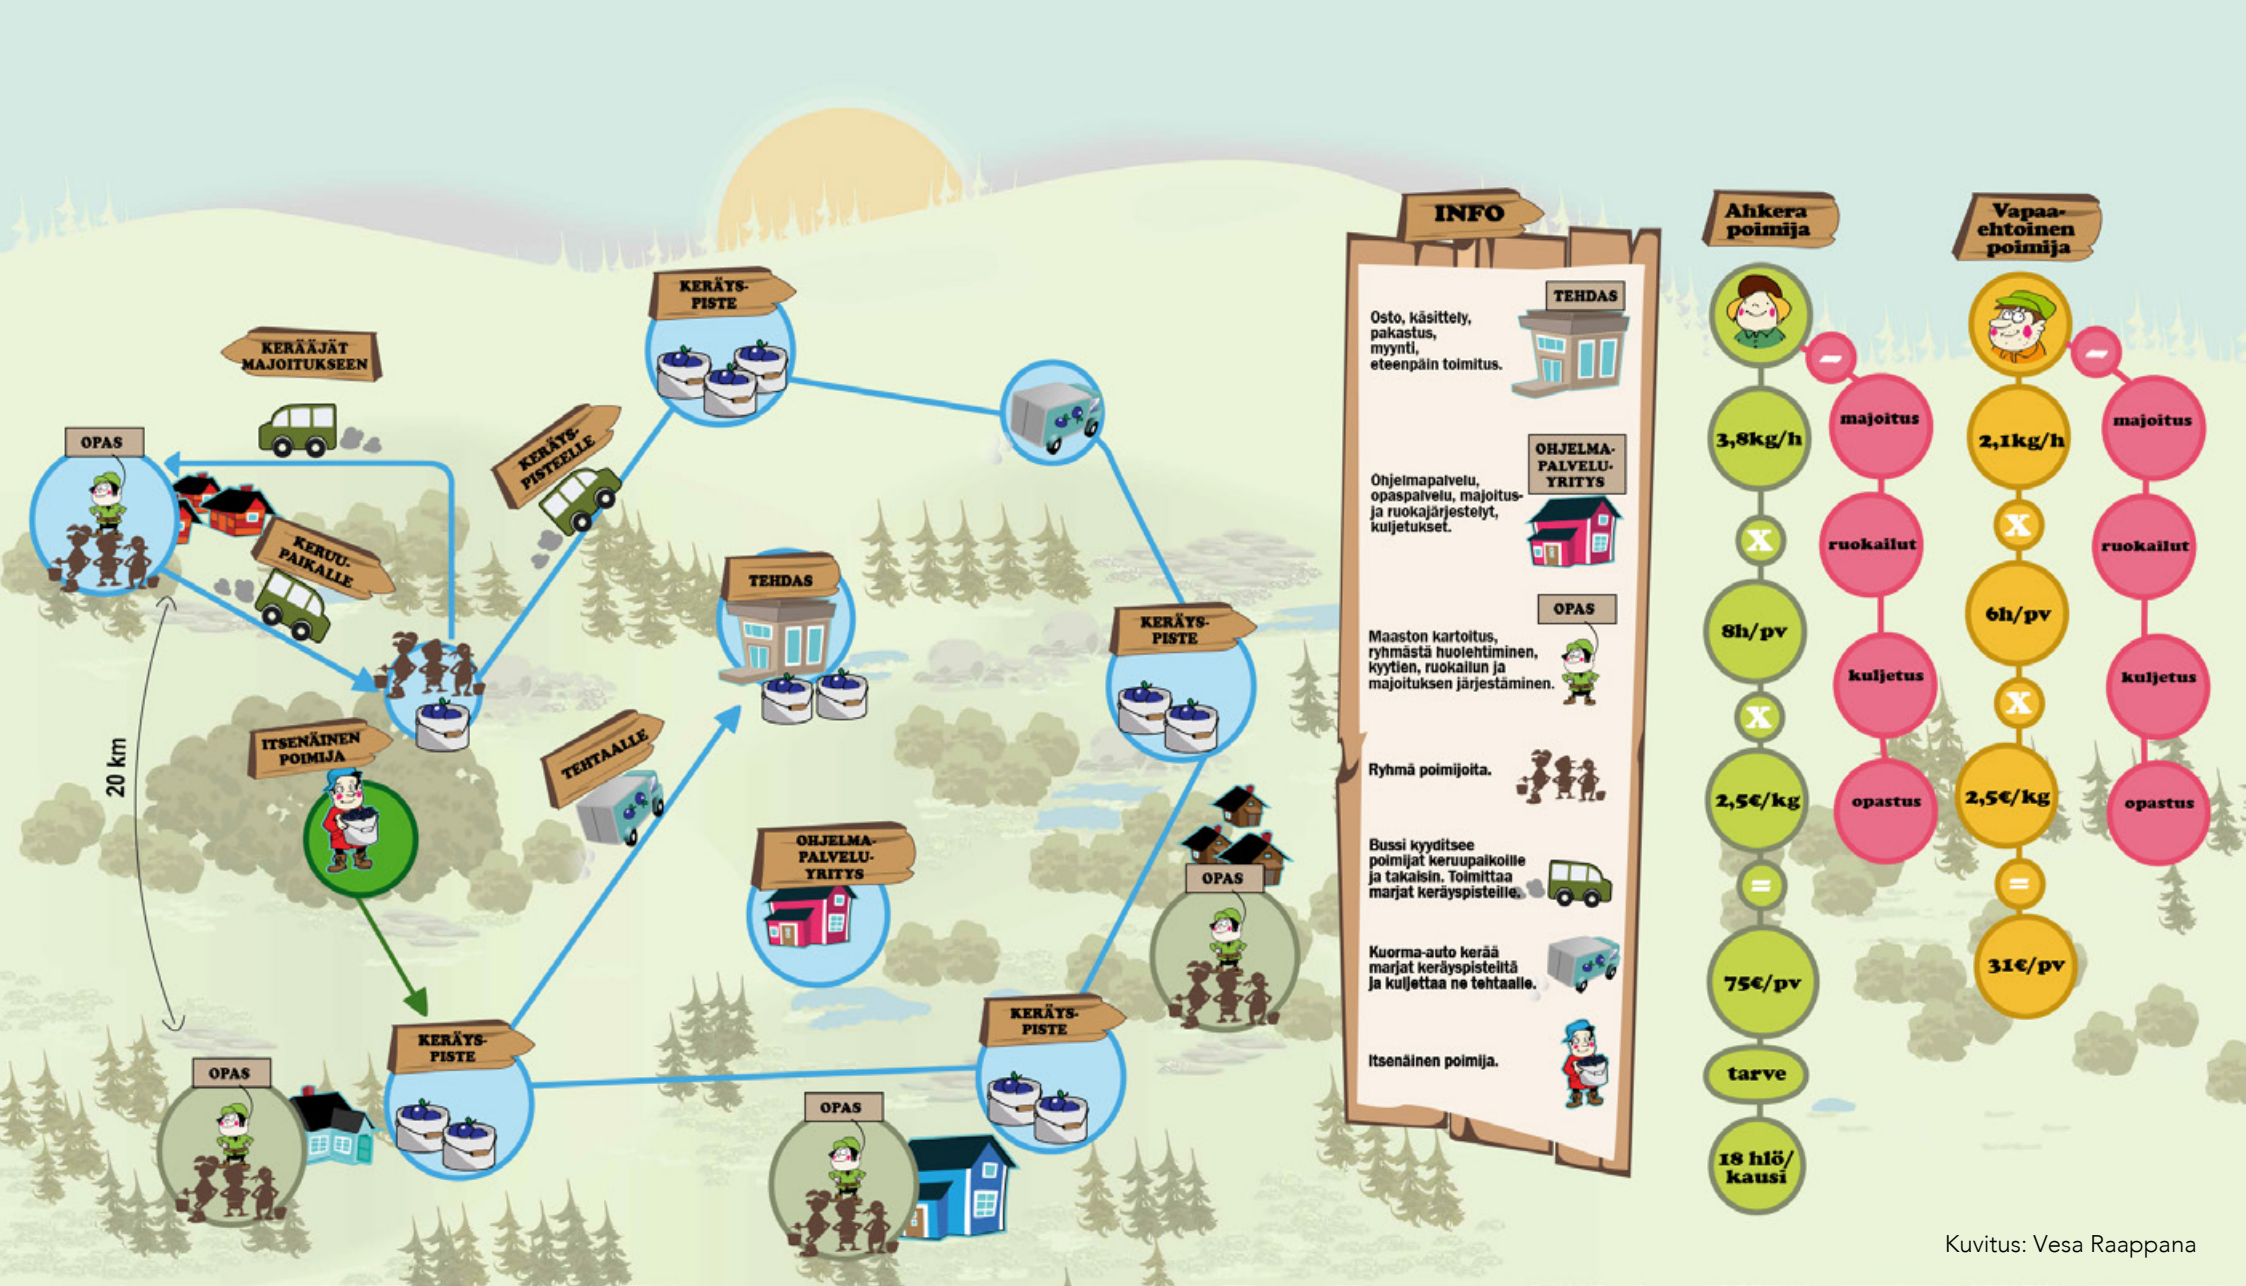 KERÄYS-
PISTE
KERÄÄJÄT
MAJOITUKSEEN
OPAS
KERÄYS-
PISTEELLE
KERUU-
PAIKALLE
TEHDAS
KERÄYS-
PISTE
ITSENÄINEN
POIMIJA
TEHTAALLE
20 km
OHJELMA-
PALVELU-
YRITYS
OPAS
KERÄYS-
PISTE
KERÄYS-
PISTE
OPAS
OPAS
INFO
TEHDAS
Osto, käsittely,
pakastus,
myynti,
eteenpäin toimitus.
OHJELMA-
PALVELU-
YRITYS
Ohjelmapalvelu,
opaspalvelu, majoitus-
ja ruokajärjestelyt,
kuljetukset.
OPAS
Maaston kartoitus,
ryhmästä huolehtiminen,
kyytien, ruokailun ja
majoituksen järjestäminen.
Ryhmä poimijoita.
Bussi kyyditsee
poimijat keruupaikoille
ja takaisin. Toimittaa
marjat keräyspisteille.
Kuorma-auto kerää
marjat keräyspisteiltä
ja kuljettaa ne tehtaalle.
Itsenäinen poimija.
Ahkera
poimija
-
3,8kg/h
X
8h/pv
X
2,5€/kg
=
75€/pv
tarve
18 hlö/
kausi
majoitus
ruokailut
kuljetus
opastus
Vapaa-
ehtoinen
poimija
-
2,1kg/h
X
6h/pv
X
2,5€/kg
=
31€/pv
majoitus
ruokailut
kuljetus
opastus
Kuvitus: Vesa Raappana